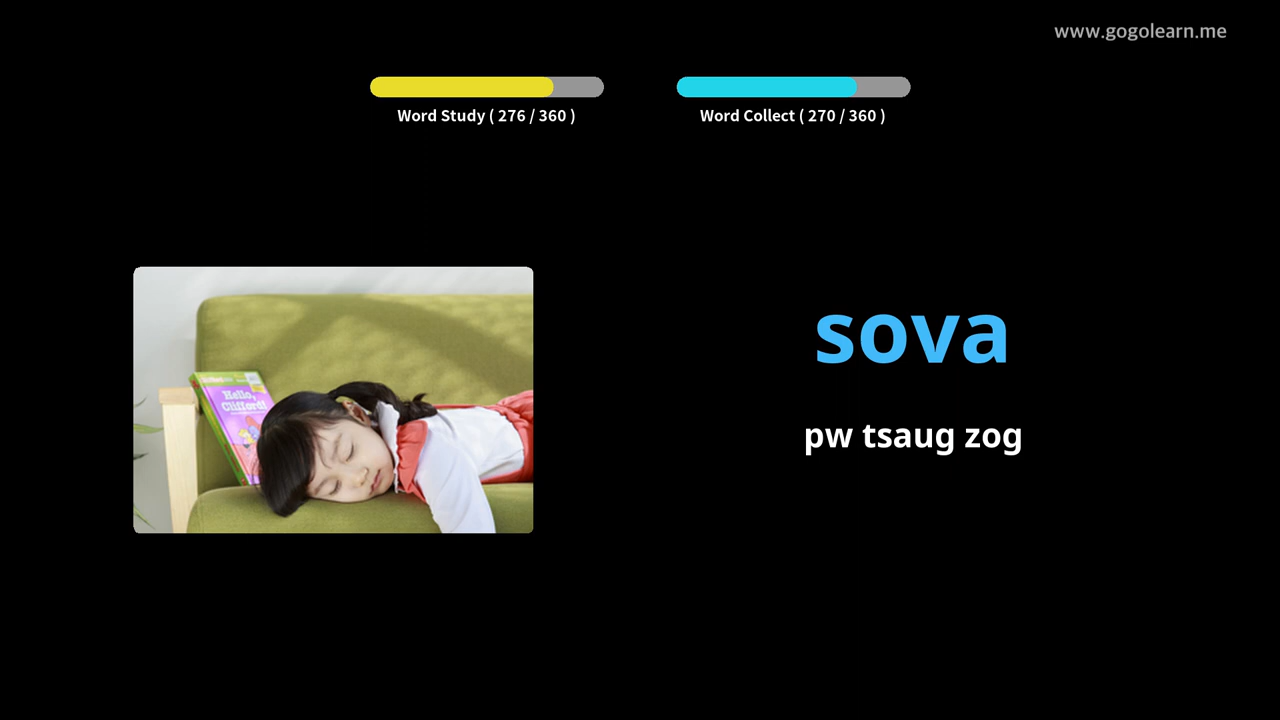 www.gogolearn.me
Word Study ( 276 / 360 )
Word Collect ( 270 / 360 )
sova
pw tsaug zog
Hello,
Clifford!